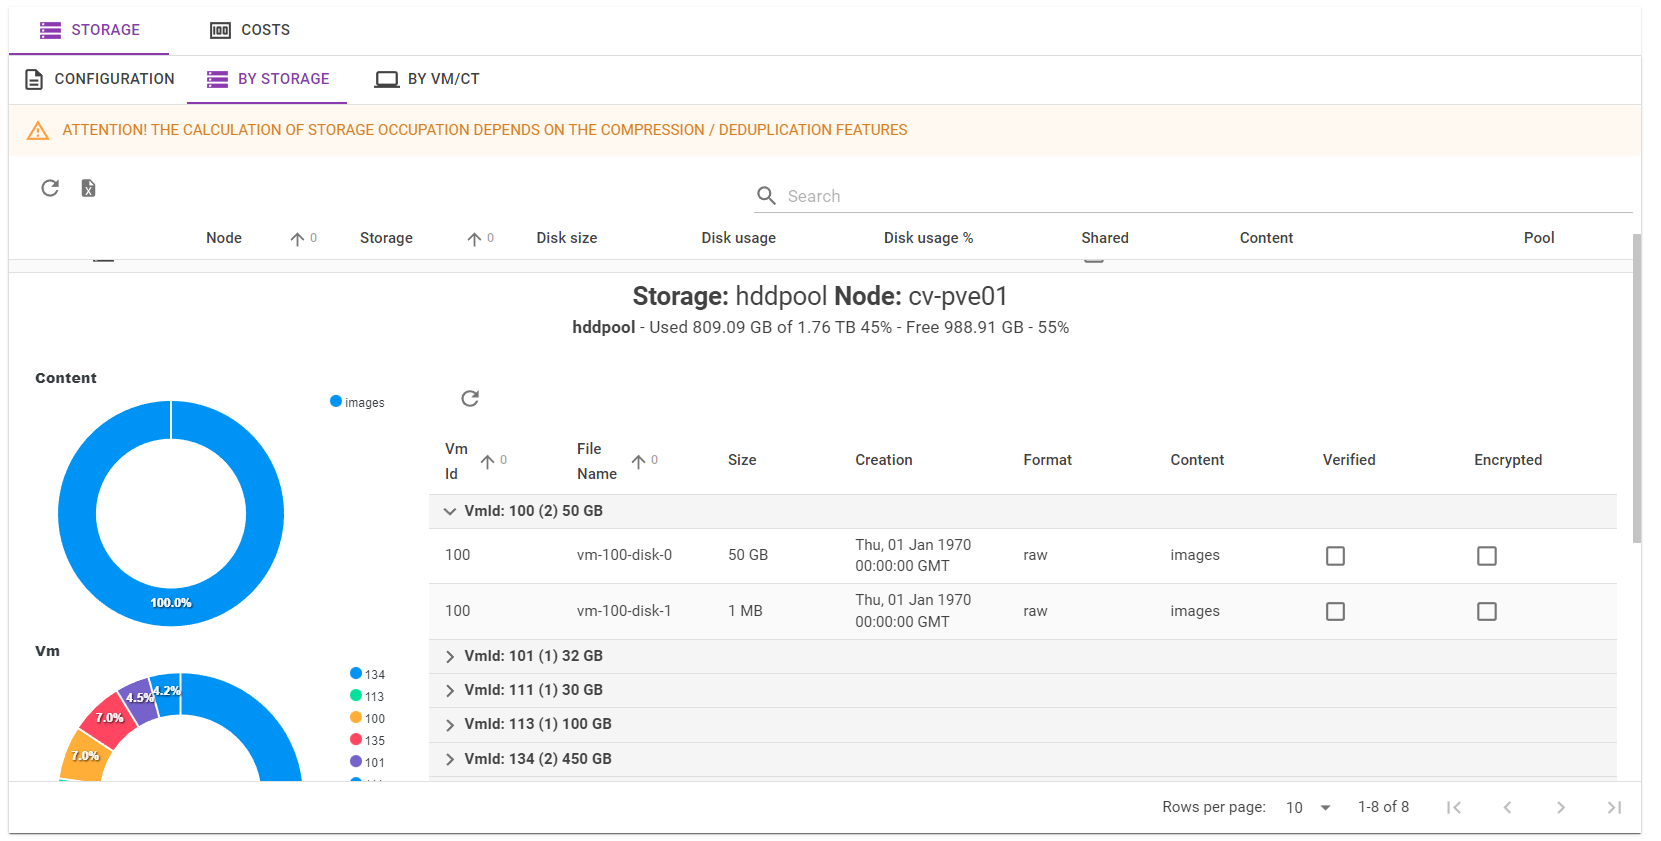 STORAGE COSTS
CONFIGURATION BY STORAGE BY VM/CT
ATTENTION! THE CALCULATION OF STORAGE OCCUPATION DEPENDS ON THE COMPRESSION / DEDUPLICATION FEATURES
Search
Node 0 Storage 0 Disk size Disk usage Disk usage % Shared Content Pool
Storage: hddpool Node: cv-pve01
hddpool - Used 809.09 GB of 1.76 TB 45% - Free 988.91 GB - 55%
Content
images
100.0%
Vm
134
113
100
135
101
4.2%
4.5%
7.0%
7.0%
Vm Id 0 File Name 0 Size Creation Format Content Verified Encrypted
VmId: 100 (2) 50 GB
100 vm-100-disk-0 50 GB Thu, 01 Jan 1970 00:00:00 GMT raw images
100 vm-100-disk-1 1 MB Thu, 01 Jan 1970 00:00:00 GMT raw images
VmId: 101 (1) 32 GB
VmId: 111 (1) 30 GB
VmId: 113 (1) 100 GB
VmId: 134 (2) 450 GB
Rows per page: 10 1-8 of 8